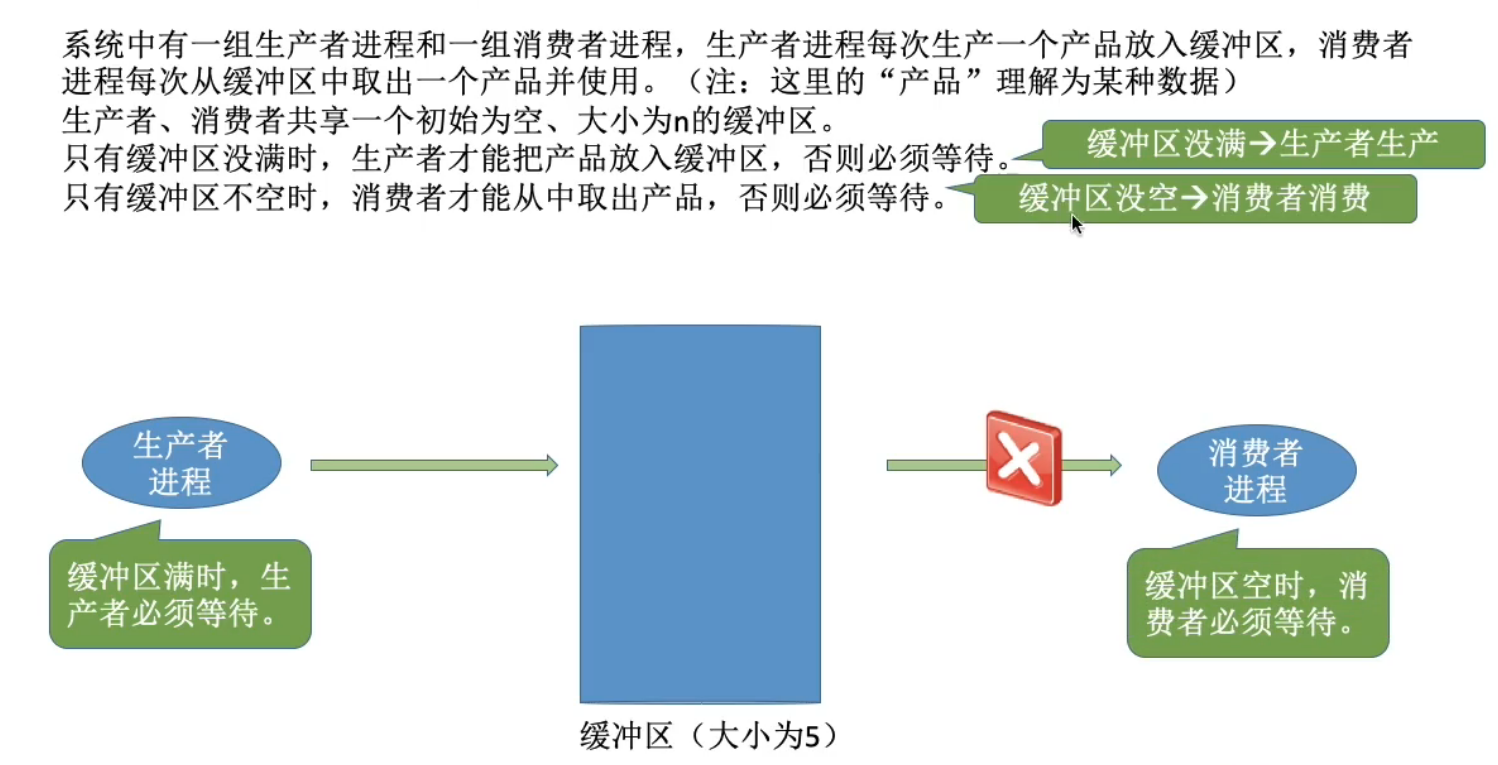 系统中有一组生产者进程和一组消费者进程，生产者进程每次生产一个产品放入缓冲区，消费者
进程每次从缓冲区中取出一个产品并使用。（注：这里的“产品”理解为某种数据）
生产者、消费者共享一个初始为空、大小为n的缓冲区。
只有缓冲区没满时，生产者才能把产品放入缓冲区，否则必须等待。
缓冲区没满→生产者生产
只有缓冲区不空时，消费者才能从中取出产品，否则必须等待。
缓冲区没空→消费者消费
生产者
进程
消费者
进程
缓冲区满时，生
产者必须等待。
缓冲区空时，消
费者必须等待。
缓冲区（大小为5）